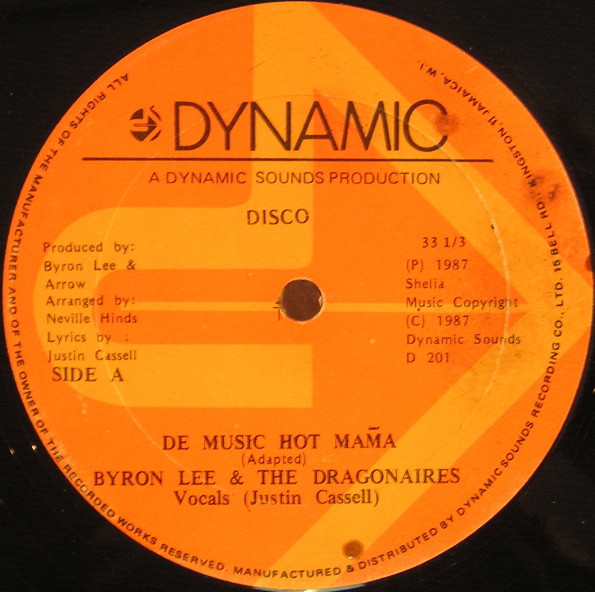 DYNAMIC
A DYNAMIC SOUNDS PRODUCTION
DISCO
Produced by:
Byron Lee &
Arrow
Arranged by:
Neville Hinds
Lyrics by :
Justin Cassell
SIDE A
33 1/3
(P) 1987
Shelia
Music Copyright
(C) 1987
Dynamic Sounds
D 201
DE MUSIC HOT MAMA
(Adapted)
BYRON LEE & THE DRAGONAIRES
Vocals (Justin Cassell)
ALL RIGHTS OF THE MANUFACTURER AND OF THE OWNER OF THE RECORDED WORKS RESERVED. MANUFACTURED & DISTRIBUTED BY DYNAMIC SOUNDS RECORDING CO., LTD. 15 BELL RD., KINGSTON 11 JAMAICA, W.I.